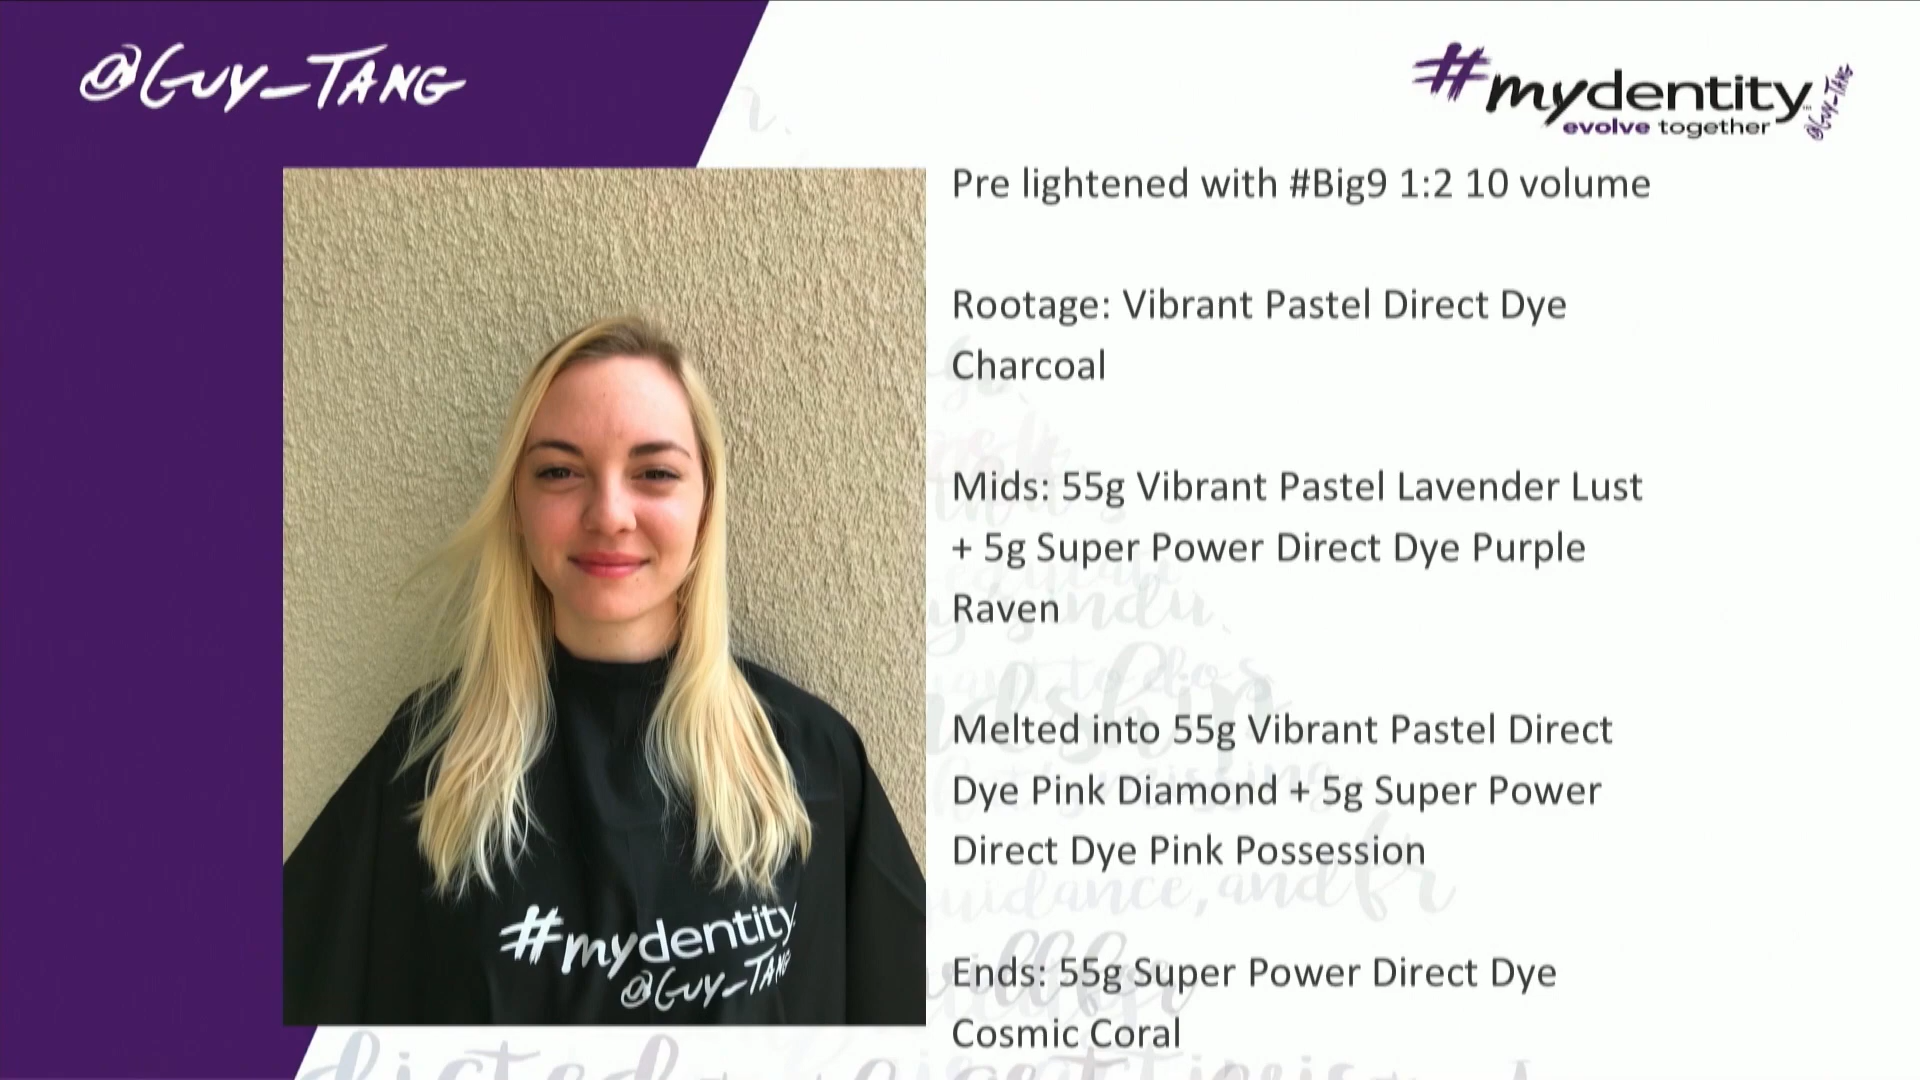 @GUY_TANG
#mydentity
@GUY_TANG
evolve together
Pre lightened with #Big9 1:2 10 volume
Rootage: Vibrant Pastel Direct Dye
Charcoal
Mids: 55g Vibrant Pastel Lavender Lust
+ 5g Super Power Direct Dye Purple
Raven
Melted into 55g Vibrant Pastel Direct
Dye Pink Diamond + 5g Super Power
Direct Dye Pink Possession
guidance, and fr
Ends: 55g Super Power Direct Dye
Cosmic Coral
#mydentity
@GUY_TANG